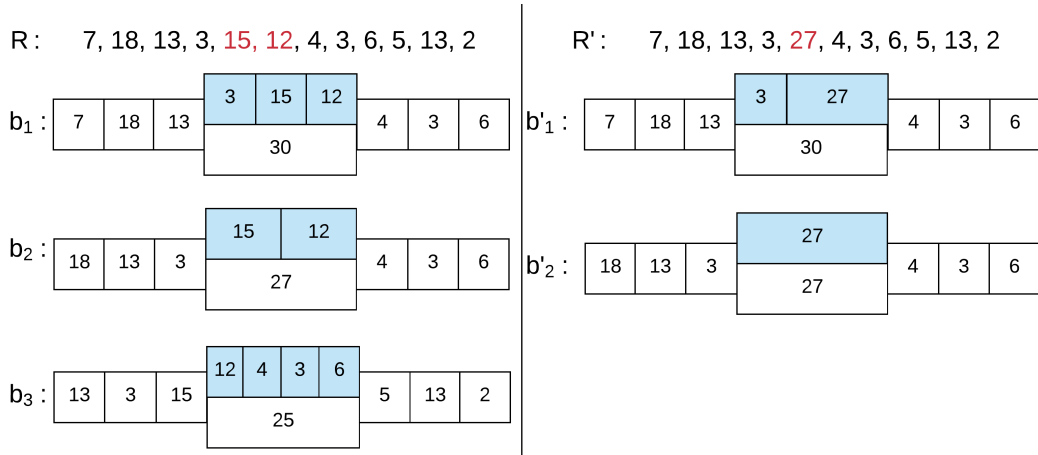 R : 7, 18, 13, 3, 15, 12, 4, 3, 6, 5, 13, 2
b1 : 7 18 13 3 15 12 4 3 6
30
b2 : 18 13 3 15 12 4 3 6
27
b3 : 13 3 15 12 4 3 6 5 13 2
25
R' : 7, 18, 13, 3, 27, 4, 3, 6, 5, 13, 2
b'1 : 7 18 13 3 27 4 3 6
30
b'2 : 18 13 3 27 4 3 6
27